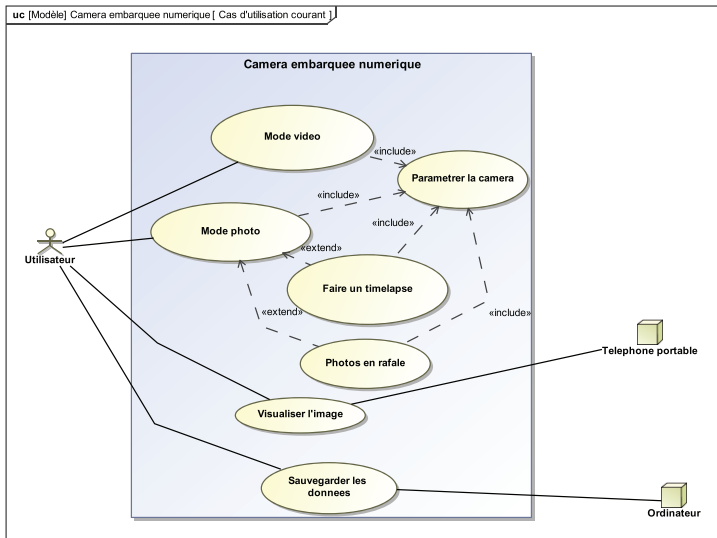 uc [Modèle] Camera embarquee numerique [ Cas d'utilisation courant ]
Camera embarquee numerique
Mode video
«include»
Parametrer la camera
«include»
Mode photo
«include»
«extend»
Utilisateur
Faire un timelapse
«extend»
«include»
Telephone portable
Photos en rafale
Visualiser l'image
Sauvegarder les
donnees
Ordinateur